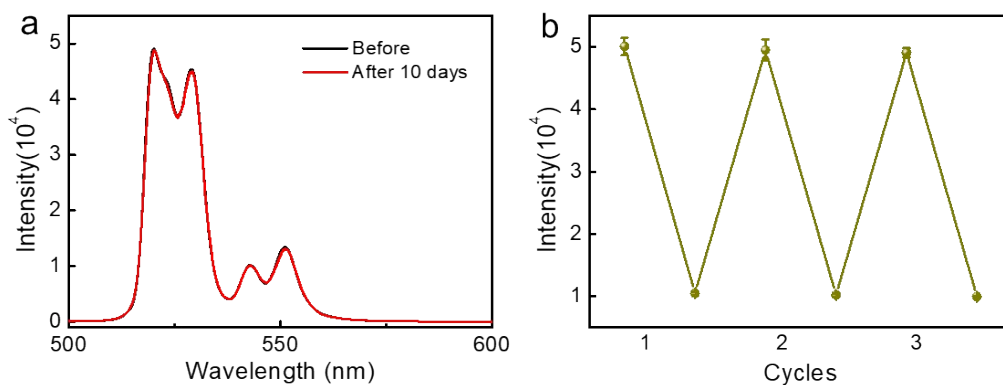 a
Before
After 10 days
5
4
3
2
1
0
Intensity(10⁴)
500
550
600
Wavelength (nm)
b
5
4
3
2
1
Intensity(10⁴)
1
2
3
Cycles